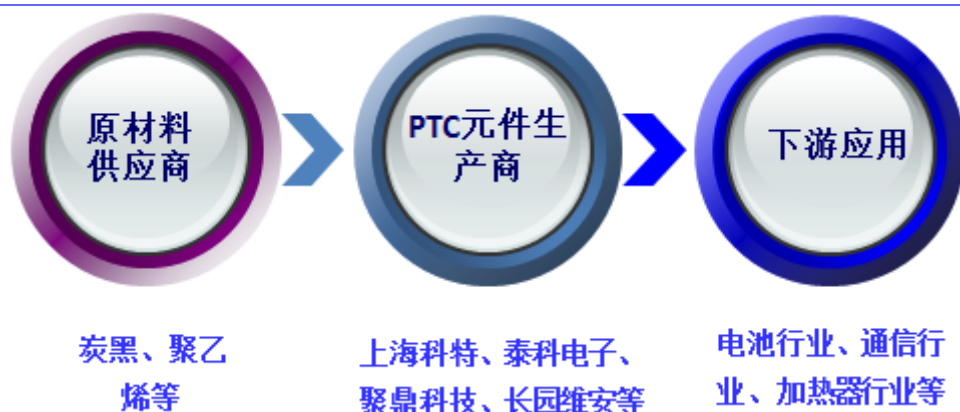 原材料
供应商
PTC元件生
产商
下游应用
炭黑、聚乙
烯等
上海科特、泰科电子、
聚鼎科技、长园维安等
电池行业、通信行
业、加热器行业等